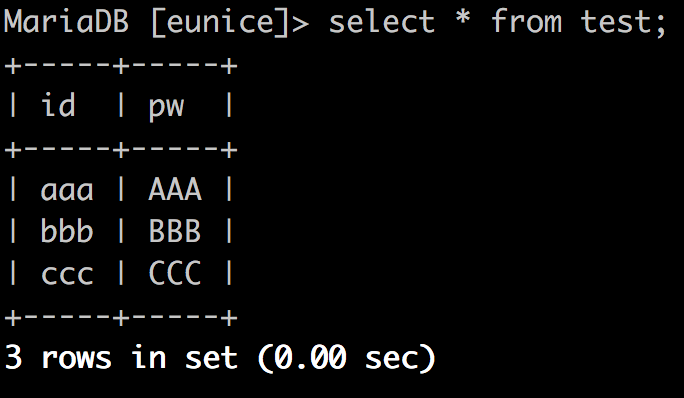 MariaDB [eunice]> select * from test;
+-----+-----+
| id  | pw  |
+-----+-----+
| aaa | AAA |
| bbb | BBB |
| ccc | CCC |
+-----+-----+
3 rows in set (0.00 sec)